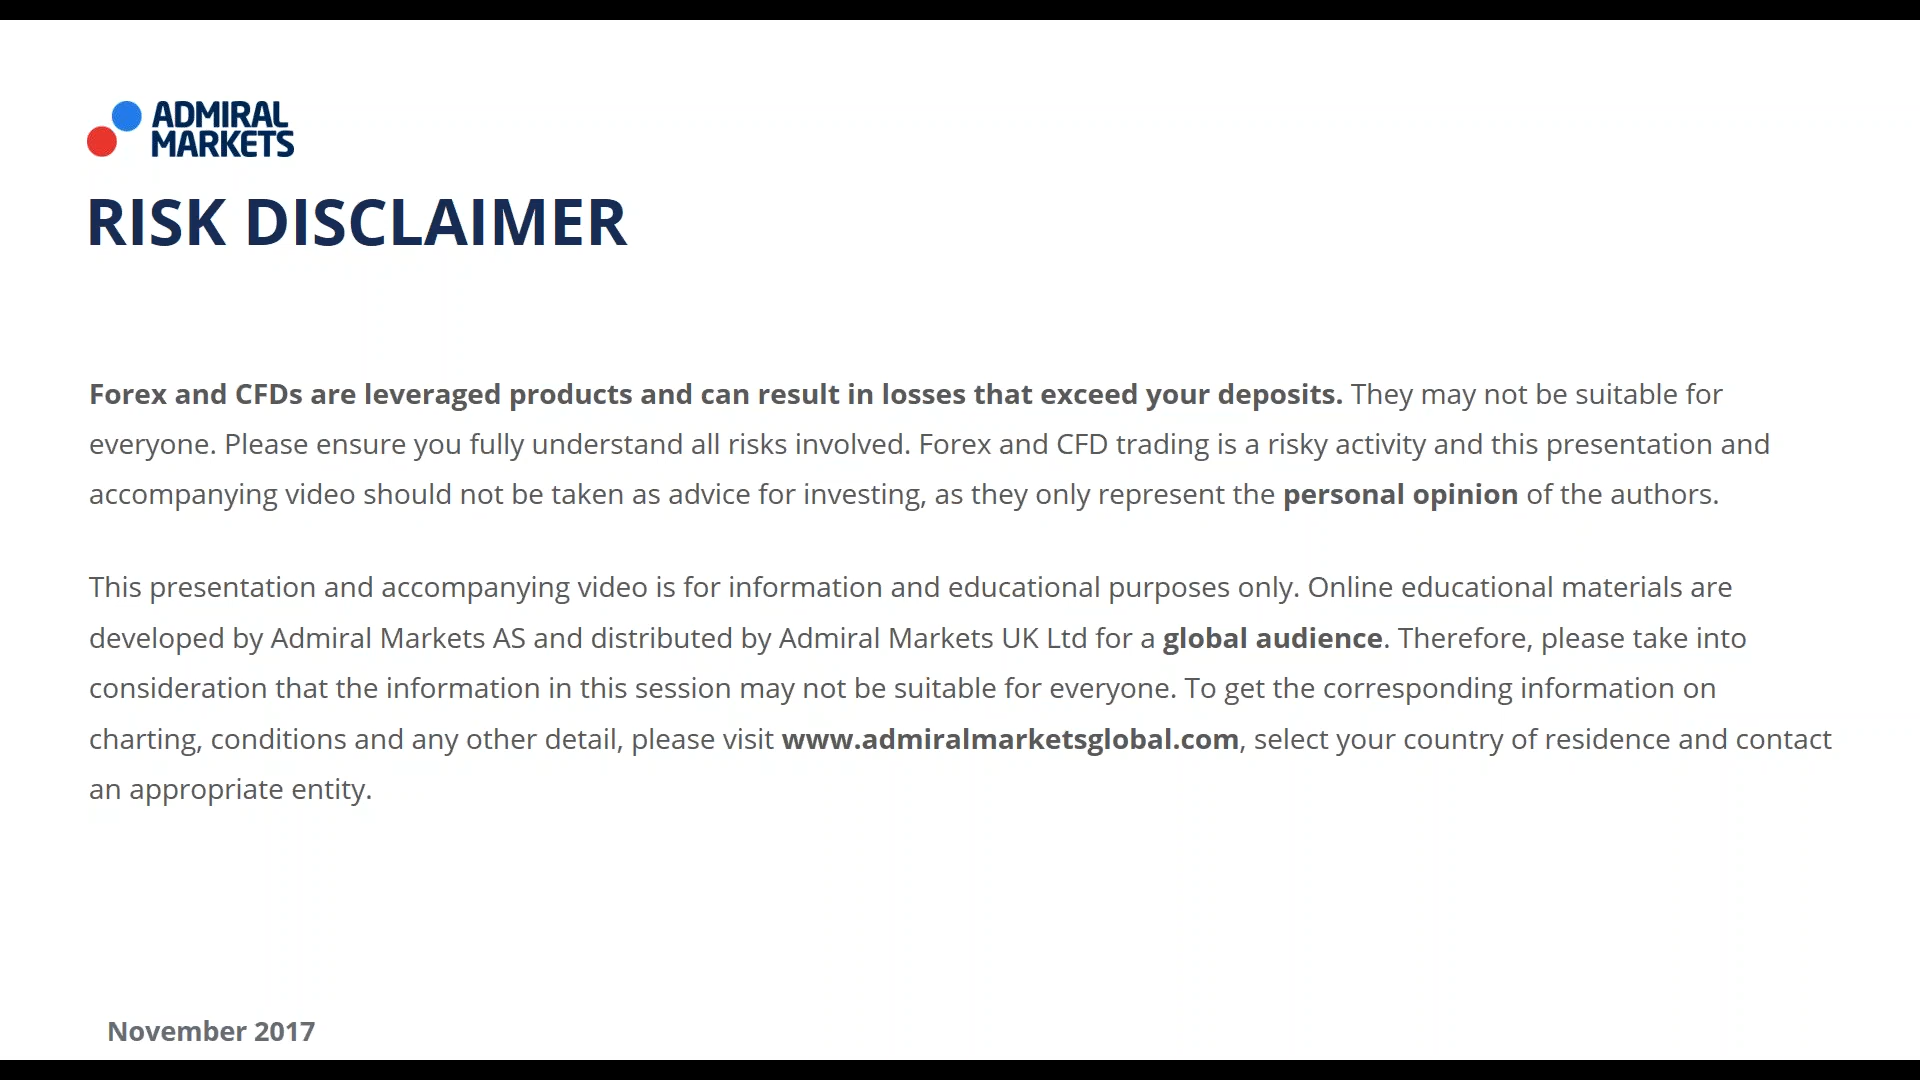 ADMIRAL
MARKETS
RISK DISCLAIMER
Forex and CFDs are leveraged products and can result in losses that exceed your deposits. They may not be suitable for
everyone. Please ensure you fully understand all risks involved. Forex and CFD trading is a risky activity and this presentation and
accompanying video should not be taken as advice for investing, as they only represent the personal opinion of the authors.
This presentation and accompanying video is for information and educational purposes only. Online educational materials are
developed by Admiral Markets AS and distributed by Admiral Markets UK Ltd for a global audience. Therefore, please take into
consideration that the information in this session may not be suitable for everyone. To get the corresponding information on
charting, conditions and any other detail, please visit www.admiralmarketsglobal.com, select your country of residence and contact
an appropriate entity.
November 2017